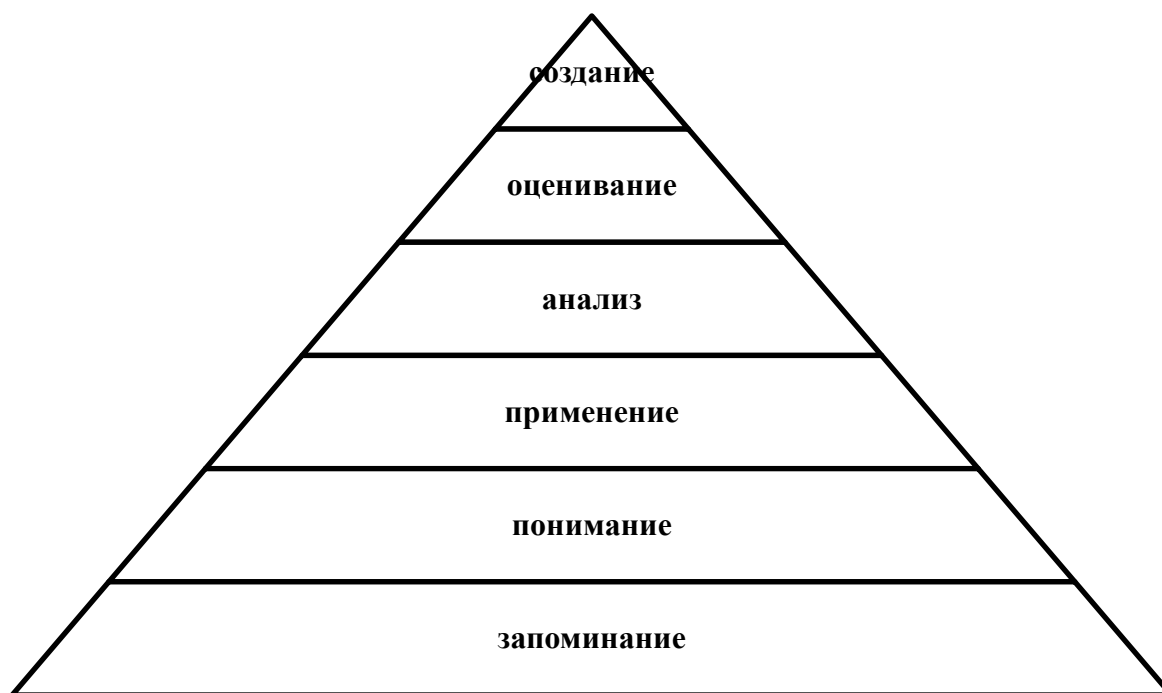 создание
оценивание
анализ
применение
понимание
запоминание